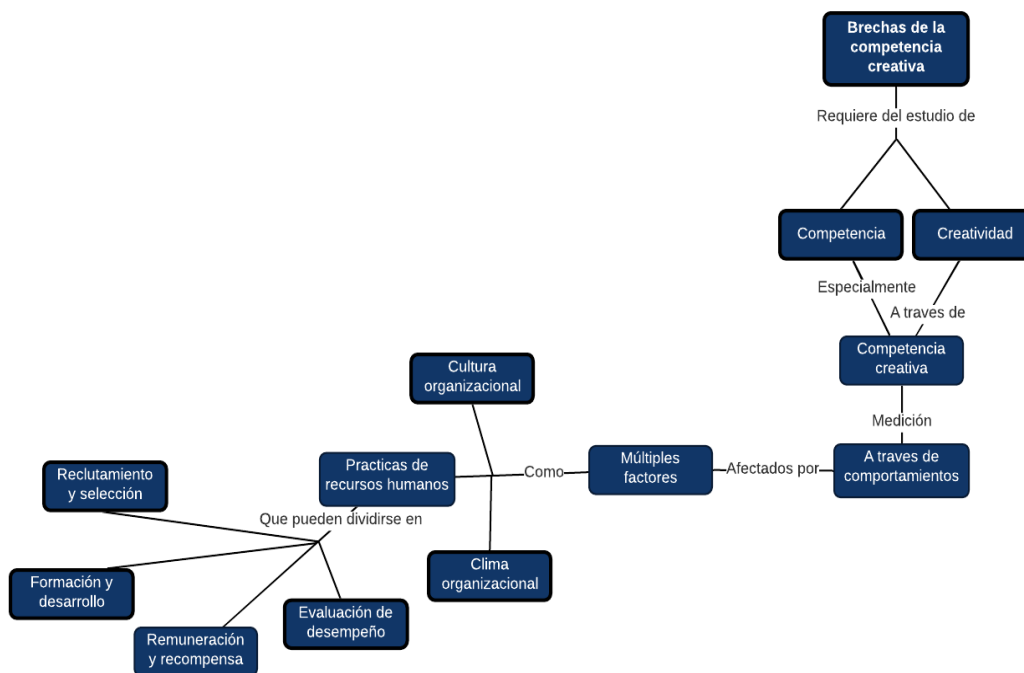 Brechas de la
competencia
creativa
Requiere del estudio de
Competencia
Creatividad
Especialmente
A traves de
Competencia
creativa
Medición
A traves de
comportamientos
Afectados por
Múltiples
factores
Como
Cultura
organizacional
Practicas de
recursos humanos
Clima
organizacional
Que pueden dividirse en
Reclutamiento
y selección
Formación y
desarrollo
Remuneración
y recompensa
Evaluación de
desempeño